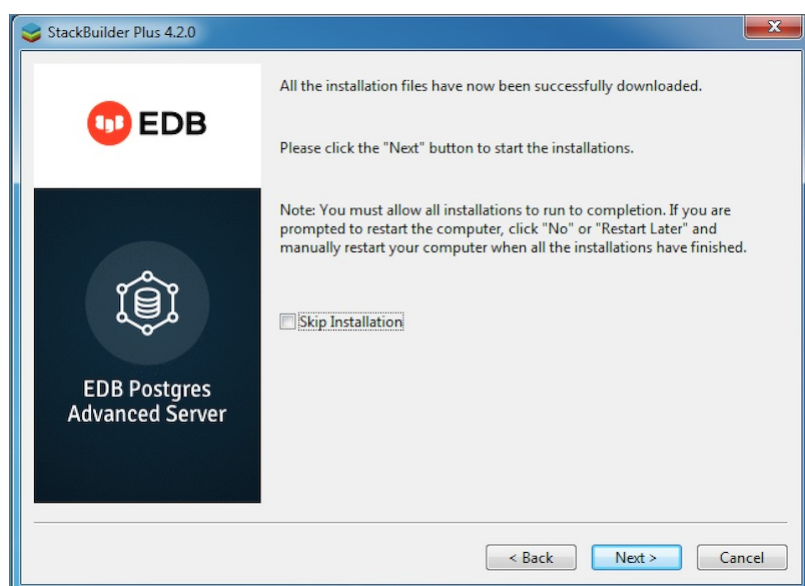 StackBuilder Plus 4.2.0
EDB
All the installation files have now been successfully downloaded.
Please click the "Next" button to start the installations.
Note: You must allow all installations to run to completion. If you are
prompted to restart the computer, click "No" or "Restart Later" and
manually restart your computer when all the installations have finished.
Skip Installation
EDB Postgres
Advanced Server
< Back
Next >
Cancel